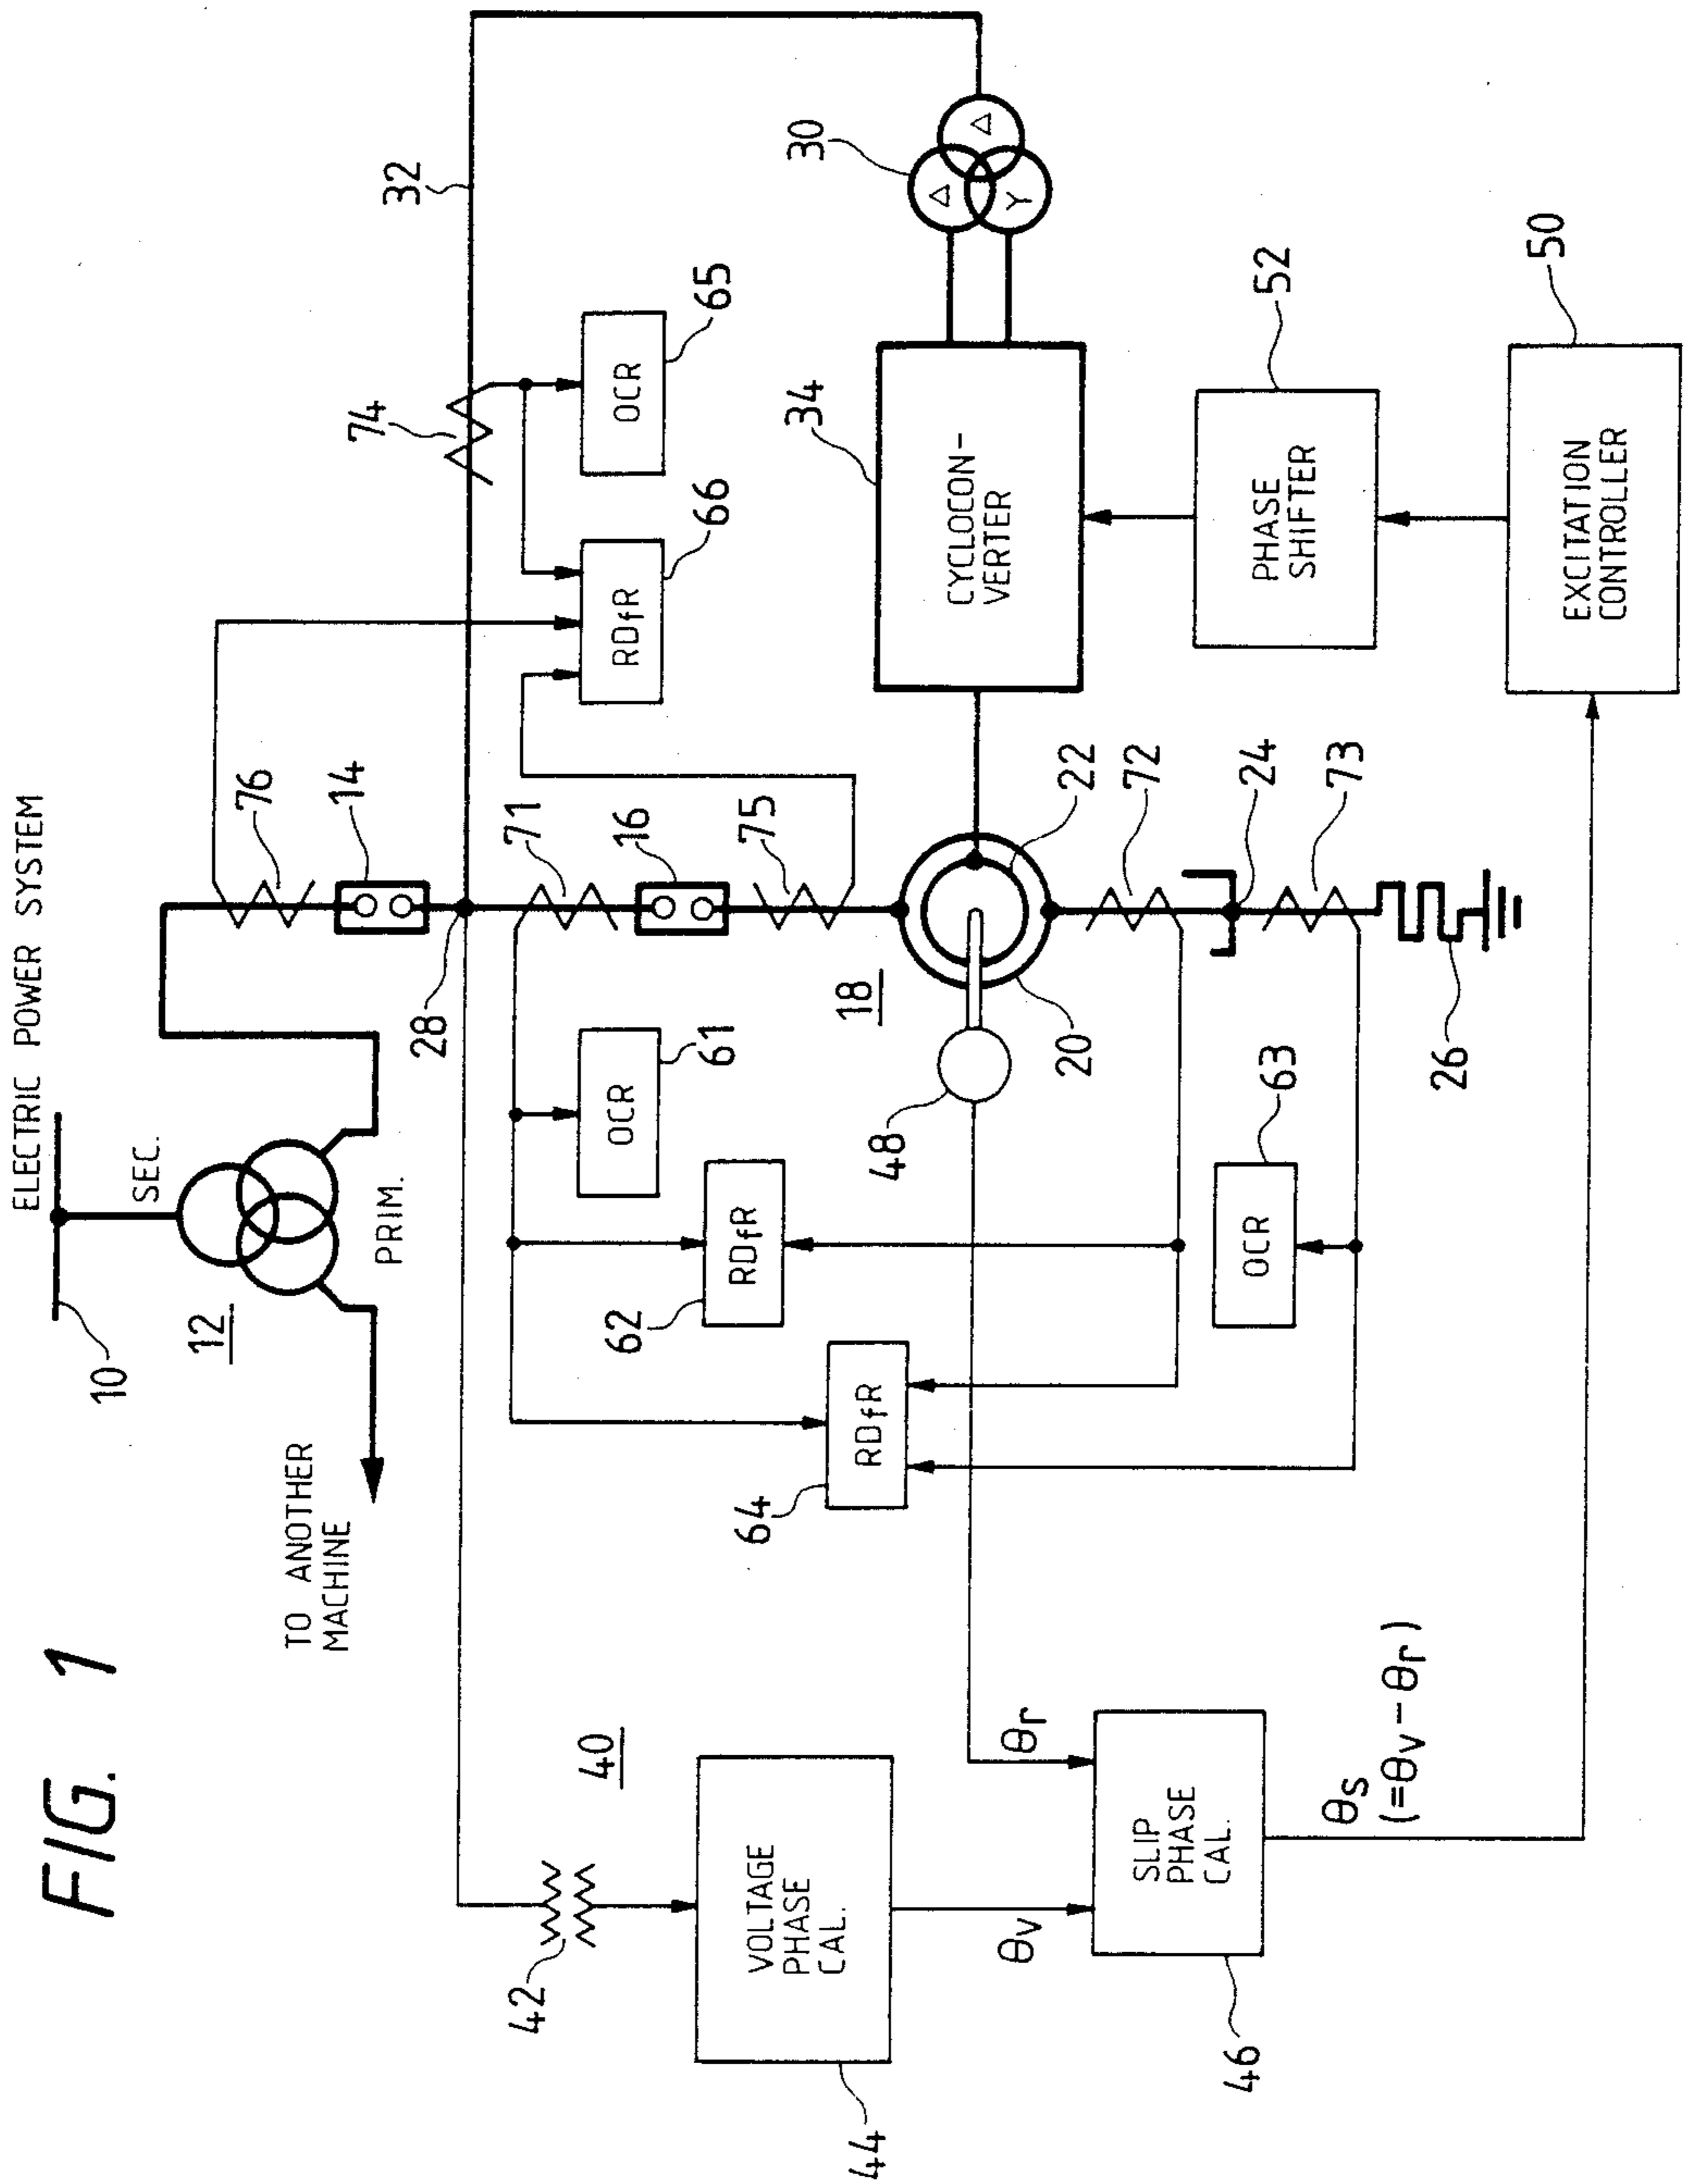 FIG. 1
ELECTRIC POWER SYSTEM
10
SEC.
12
PRIM.
TO ANOTHER
MACHINE
76
14
28
32
74
71
16
75
OCR
65
RDfR
66
OCR
61
RDfR
62
RDfR
64
OCR
63
18
20
22
48
72
24
73
26
30
Δ
Δ
Y
34
CYCLOCON-
VERTER
52
PHASE
SHIFTER
50
EXCITATION
CONTROLLER
40
42
VOLTAGE
PHASE
CAL.
44
θv
θr
SLIP
PHASE
CAL.
46
θs
(=θv-θr)